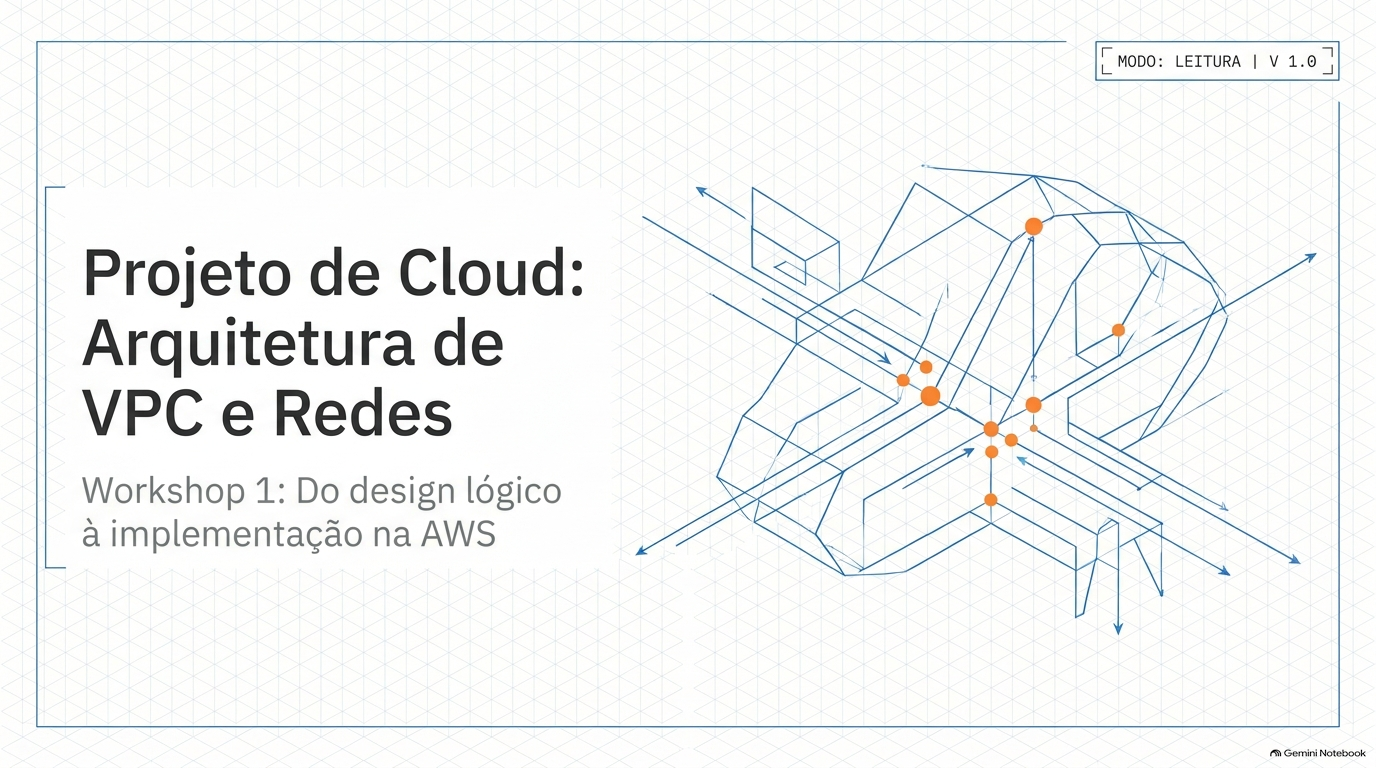 MODO: LEITURA | V 1.0
Projeto de Cloud:
Arquitetura de
VPC e Redes
Workshop 1: Do design lógico
à implementação na AWS
Gemini Notebook